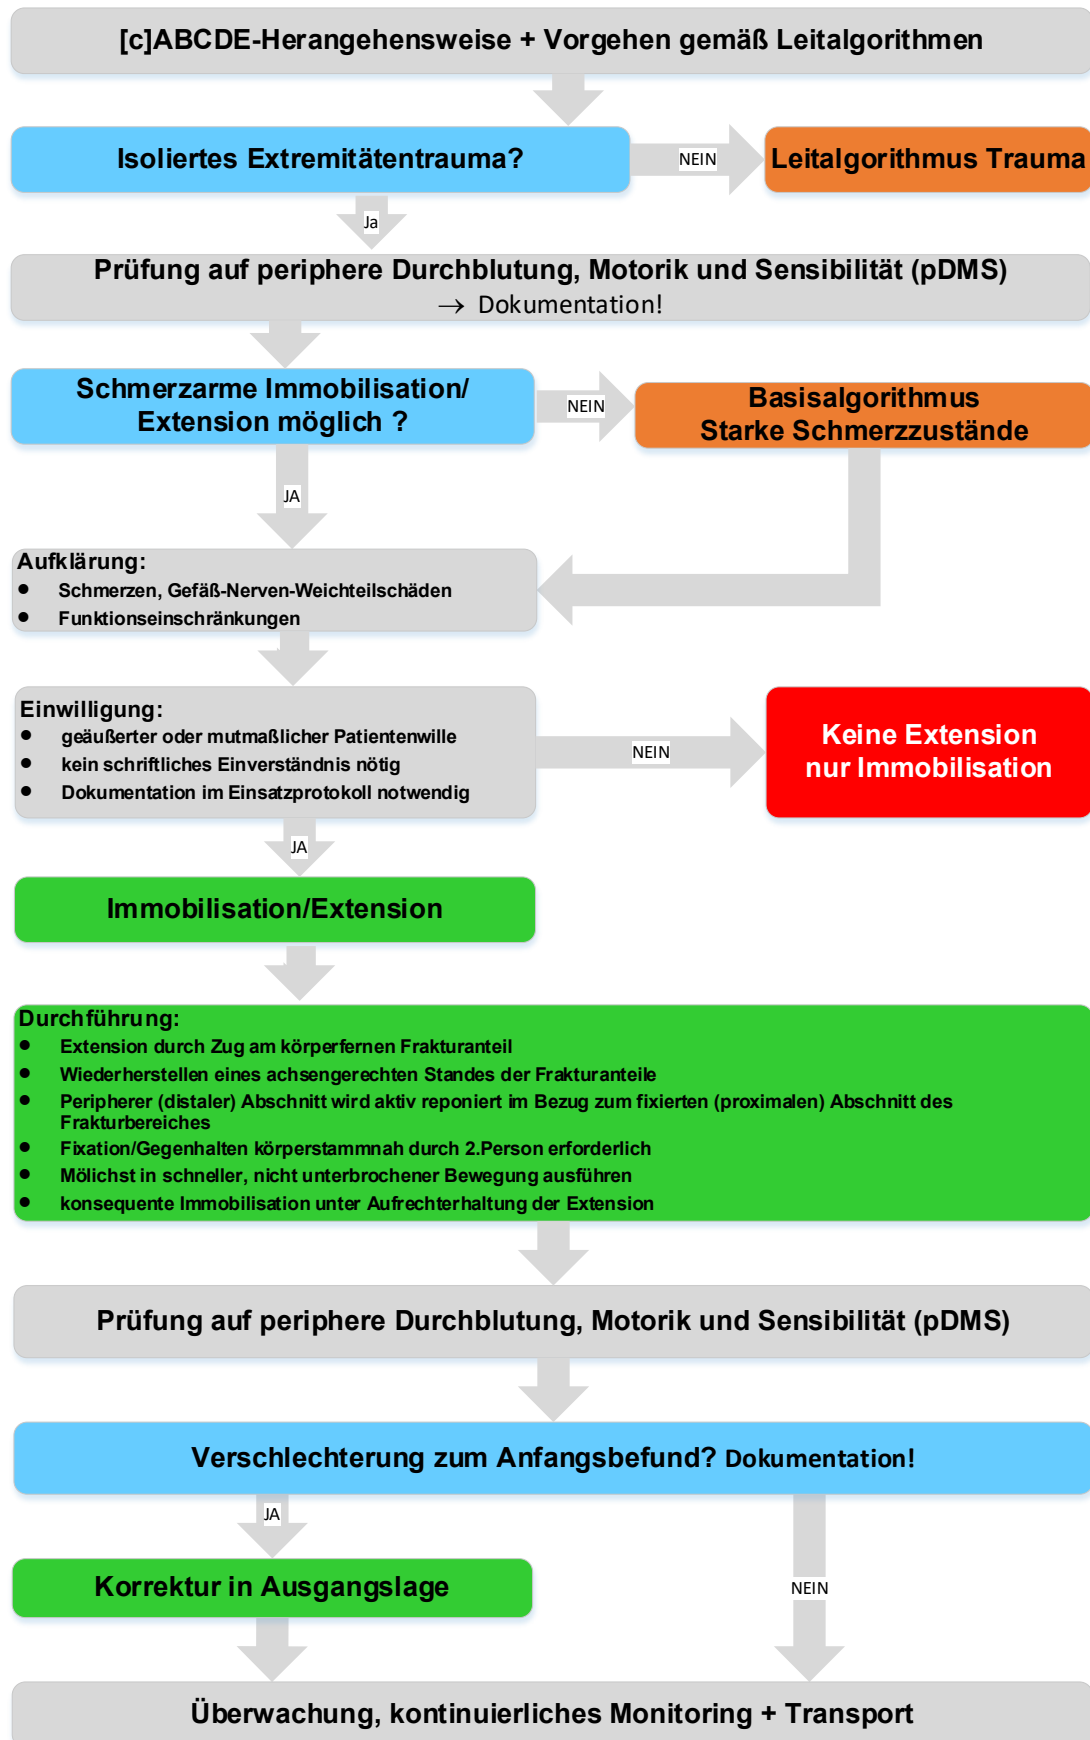 [c]ABCDE-Herangehensweise + Vorgehen gemäß Leitalgorithmen
Isoliertes Extremitätentrauma?
NEIN
Leitalgorithmus Trauma
Ja
Prüfung auf periphere Durchblutung, Motorik und Sensibilität (pDMS)
→ Dokumentation!
Schmerzarme Immobilisation/
Extension möglich ?
NEIN
Basisalgorithmus
Starke Schmerzzustände
JA
Aufklärung:
● Schmerzen, Gefäß-Nerven-Weichteilschäden
● Funktionseinschränkungen
Einwilligung:
● geäußerter oder mutmaßlicher Patientenwille
● kein schriftliches Einverständnis nötig
● Dokumentation im Einsatzprotokoll notwendig
NEIN
Keine Extension
nur Immobilisation
JA
Immobilisation/Extension
Durchführung:
● Extension durch Zug am körperfernen Frakturanteil
● Wiederherstellen eines achsengerechten Standes der Frakturanteile
● Peripherer (distaler) Abschnitt wird aktiv reponiert im Bezug zum fixierten (proximalen) Abschnitt des
Frakturbereiches
● Fixation/Gegenhalten körperstammnah durch 2.Person erforderlich
● Mölichst in schneller, nicht unterbrochener Bewegung ausführen
● konsequente Immobilisation unter Aufrechterhaltung der Extension
Prüfung auf periphere Durchblutung, Motorik und Sensibilität (pDMS)
Verschlechterung zum Anfangsbefund? Dokumentation!
JA
Korrektur in Ausgangslage
NEIN
Überwachung, kontinuierliches Monitoring + Transport